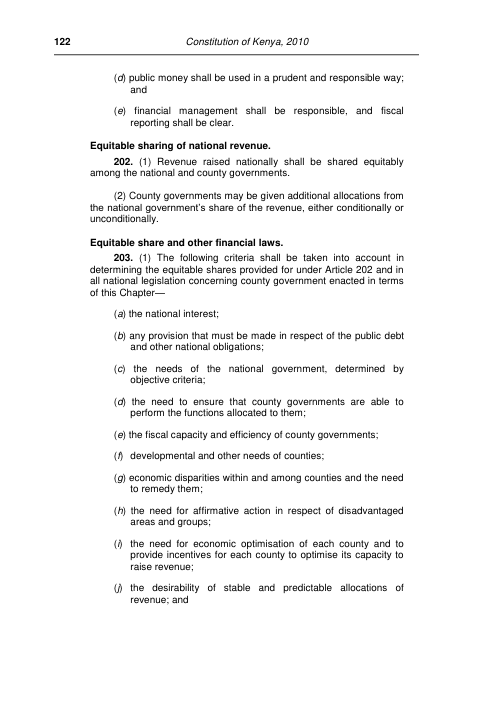 122 Constitution of Kenya, 2010
(d) public money shall be used in a prudent and responsible way;
and
(e) financial management shall be responsible, and fiscal
reporting shall be clear.
Equitable sharing of national revenue.
202. (1) Revenue raised nationally shall be shared equitably
among the national and county governments.
(2) County governments may be given additional allocations from
the national government's share of the revenue, either conditionally or
unconditionally.
Equitable share and other financial laws.
203. (1) The following criteria shall be taken into account in
determining the equitable shares provided for under Article 202 and in
all national legislation concerning county government enacted in terms
of this Chapter—
(a) the national interest;
(b) any provision that must be made in respect of the public debt
and other national obligations;
(c) the needs of the national government, determined by
objective criteria;
(d) the need to ensure that county governments are able to
perform the functions allocated to them;
(e) the fiscal capacity and efficiency of county governments;
(f) developmental and other needs of counties;
(g) economic disparities within and among counties and the need
to remedy them;
(h) the need for affirmative action in respect of disadvantaged
areas and groups;
(i) the need for economic optimisation of each county and to
provide incentives for each county to optimise its capacity to
raise revenue;
(j) the desirability of stable and predictable allocations of
revenue; and